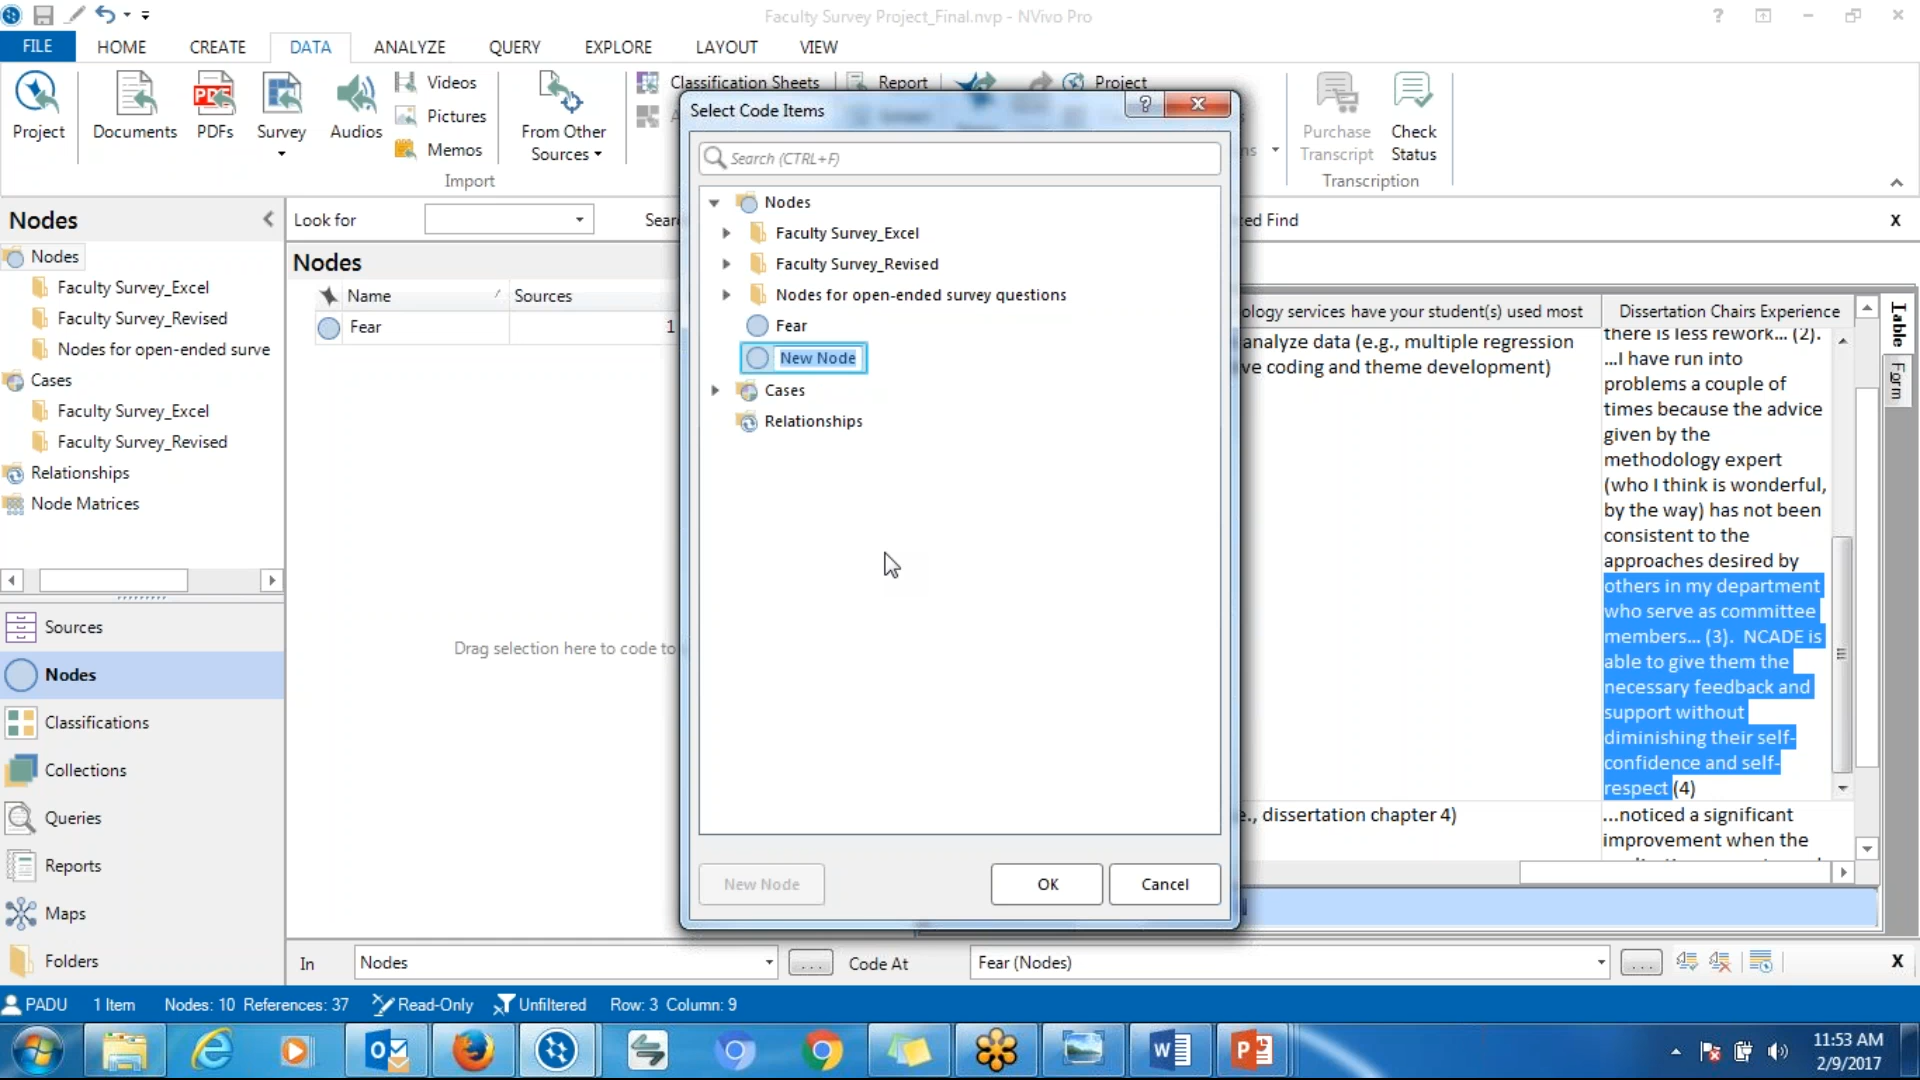 Faculty Survey Project_Final.nvp - NVivo Pro
FILE HOME CREATE DATA ANALYZE QUERY EXPLORE LAYOUT VIEW
Project
Documents
PDFs
Survey
Audios
Videos
Pictures
Memos
Import
From Other
Sources
Classification Sheets
Report
Project
Purchase
Transcript
Check
Status
Transcription
Select Code Items
Search (CTRL+F)
Nodes
Faculty Survey_Excel
Faculty Survey_Revised
Nodes for open-ended survey questions
Fear
New Node
Cases
Relationships
New Node
OK
Cancel
Nodes
Nodes
Faculty Survey_Excel
Faculty Survey_Revised
Nodes for open-ended surve
Cases
Faculty Survey_Excel
Faculty Survey_Revised
Relationships
Node Matrices
Sources
Nodes
Classifications
Collections
Queries
Reports
Maps
Folders
Look for
Sear
ed Find
X
Nodes
Name Sources
Fear 1
Drag selection here to code to
ology services have your student(s) used most
Dissertation Chairs Experience
analyze data (e.g., multiple regression
ve coding and theme development)
there is less rework... (2).
...I have run into
problems a couple of
times because the advice
given by the
methodology expert
(who I think is wonderful,
by the way) has not been
consistent to the
approaches desired by
others in my department
who serve as committee
members... (3). NCADE is
able to give them the
necessary feedback and
support without
diminishing their self-
confidence and self-
respect (4)
e., dissertation chapter 4)
...noticed a significant
improvement when the
Table
Form
In Nodes ... Code At Fear (Nodes) ... X
PADU 1 Item Nodes: 10 References: 37 Read-Only Unfiltered Row: 3 Column: 9
11:53 AM
2/9/2017